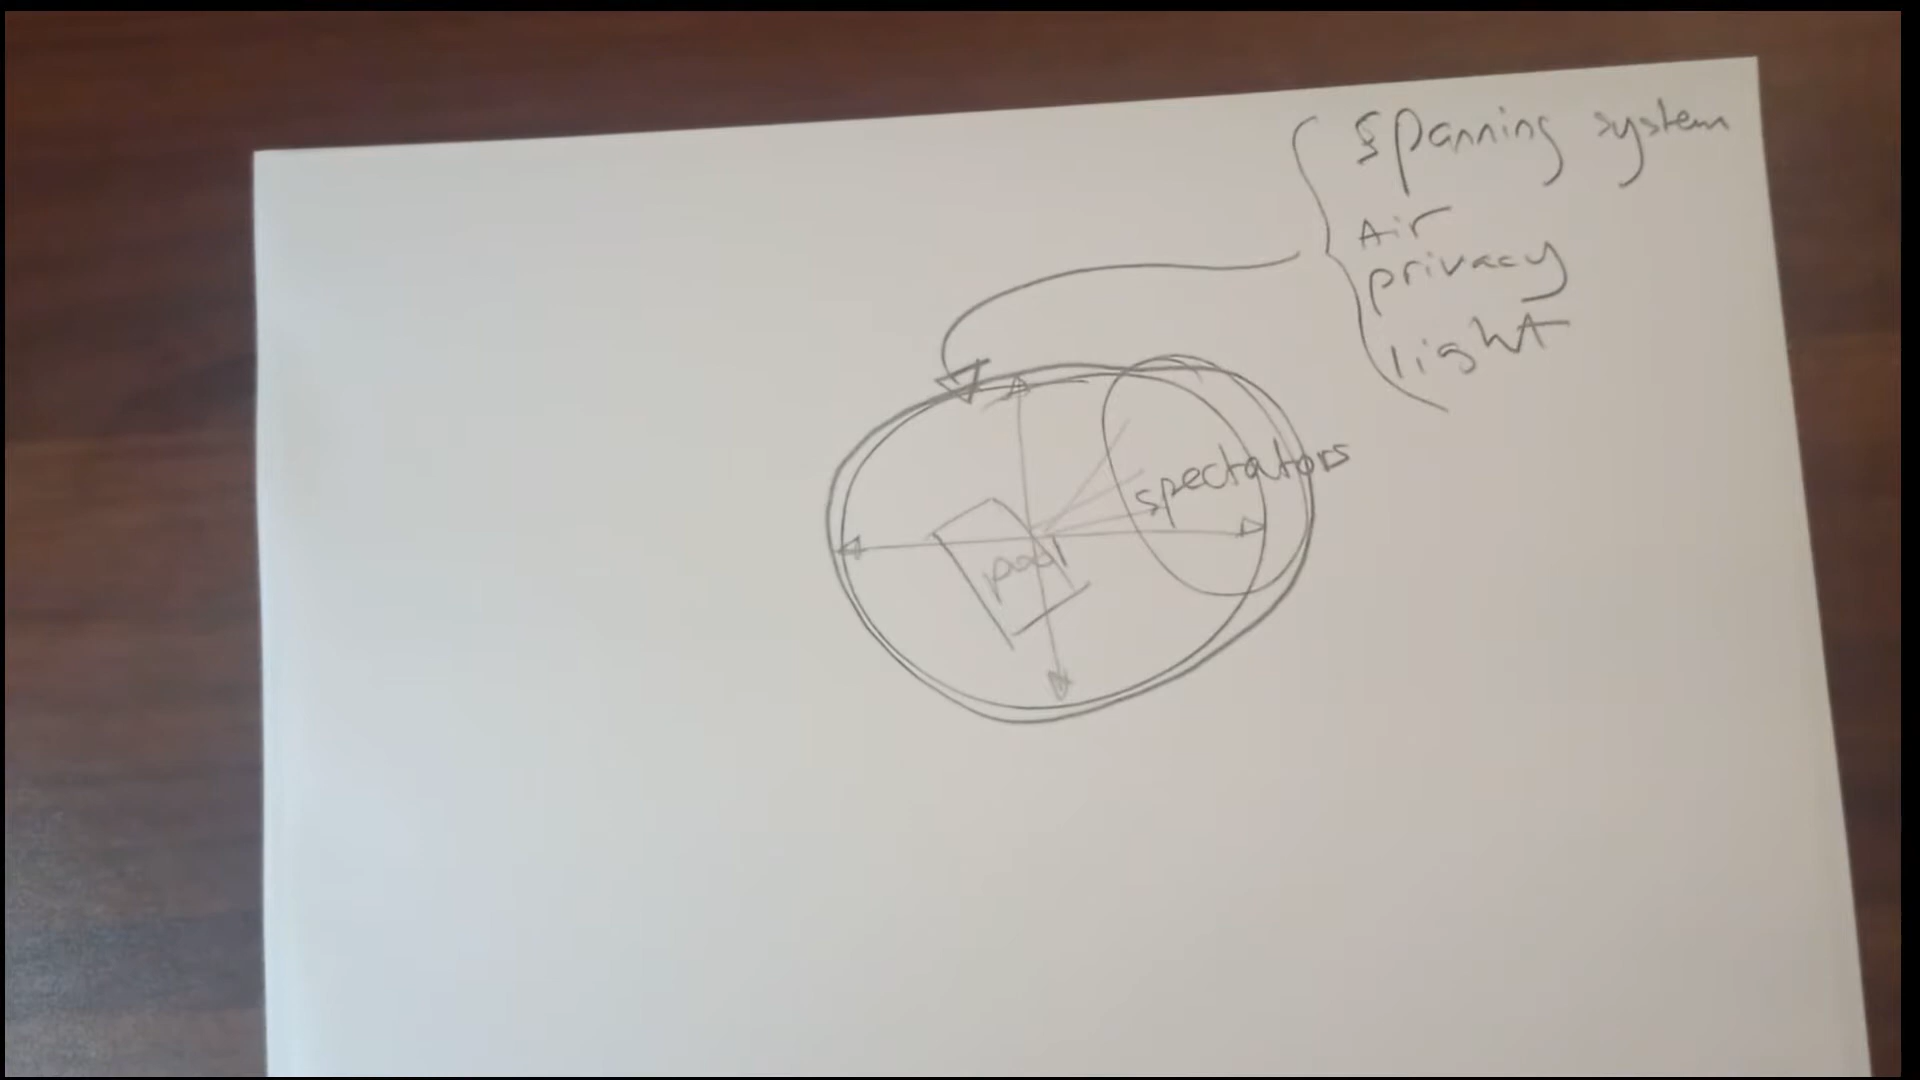 Spanning system
Air
privacy
light
spectators
pool